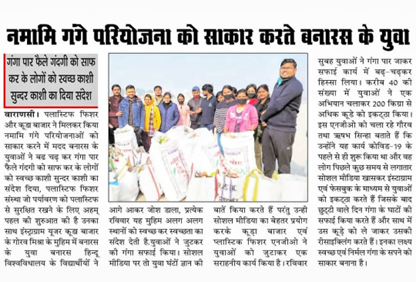 नमामि गंगे परियोजना को साकार करते बनारस के युवा
गंगा पार फैले गंदगी को साफ
कर के लोगों को स्वच्छ काशी
सुन्दर काशी का दिया संदेश
वाराणसी। प्लास्टिक फिशर
और कूड़ा बाजार ने मिलकर किया
नमामि गंगे परियोजनाओं को
साकार करने में मदद बनारस के
युवाओं ने बढ़ चढ़ कर गंगा पार
फैले गंदगी को साफ कर के लोगों
को स्वच्छ काशी सुन्दर काशी का
संदेश दिया, प्लास्टिक फिशर
संस्था जो पर्यावरण को प्लास्टिक
से सुरक्षित रखने के लिए अहम्
पहल की शुरुआत की है उनका
साथ इंस्टाग्राम यूजर कूड़ा बाजार
के गौरव मिश्रा के मुहिम में बनारस
के युवा बनारस हिन्दू
विश्वविद्यालय के विद्यार्थीयों ने
आगे आकर जोश डाला, प्रत्येक
रविवार यह मुहिम अलग अलग
स्थानों को स्वच्छ कर स्वच्छता का
संदेश देती है.युवाओं ने जुटकर
की गंगा सफाई किया। सोशल
मीडिया पर तो युवा घंटों ज्ञान की
बातें किया करते हैं परंतु उन्ही
सोशल मीडिया का बेहतर प्रयोग
करके कूड़ा बाजार एवं
प्लास्टिक फिशर एनजीओ ने
युवाओं को जुटाकर एक
सराहनीय कार्य किया है। रविवार
सुबह युवाओं ने गंगा पार जाकर
सफाई कार्य में बढ़-चढ़कर
हिस्सा लिया। करीब 40 की
संख्या में युवाओं ने एक
अभियान चलाकर 200 किग्रा से
अधिक कूड़े को इकट्ठा किया।
इस एनजीओ को चला रहे गौरव
तथा ऋषभ सिन्हा बताते हैं कि
उन्होंने यह कार्य कोविड-19 के
पहले से ही शुरू किया था और वह
लोग पिछले कुछ समय से लगातार
सोशल मीडिया खासकर इंस्टाग्राम
एवं फेसबुक के माध्यम से युवाओं
को इकट्ठा करते हैं जिसके बाद
छुट्टी वाले दिन गंगा के घाटों की
सफाई किया करते हैं और साथ में
उस कूड़े को ले जाकर उसकी
रीसाइक्लिंग करते हैं। इनका लक्ष्य
स्वच्छ एवं निर्मल गंगा के सपने को
साकार बनाना है।